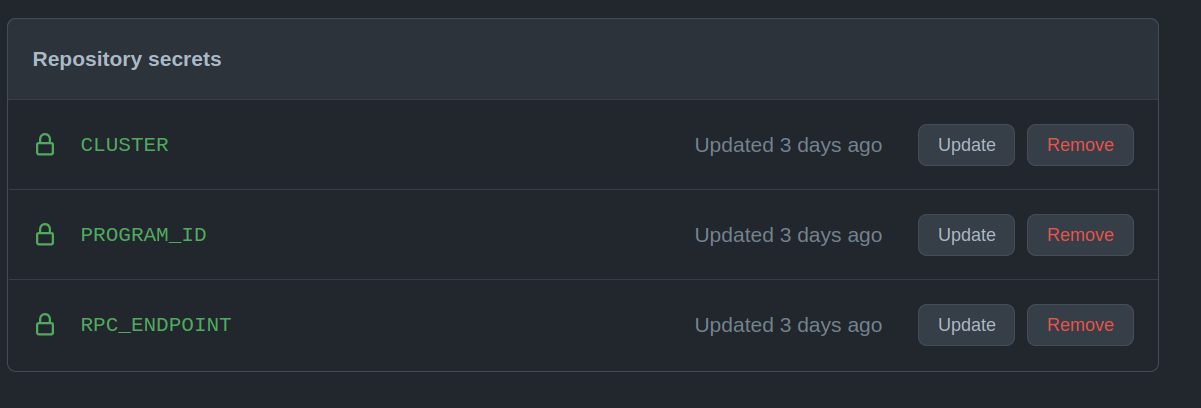 Repository secrets
CLUSTER Updated 3 days ago Update Remove
PROGRAM_ID Updated 3 days ago Update Remove
RPC_ENDPOINT Updated 3 days ago Update Remove